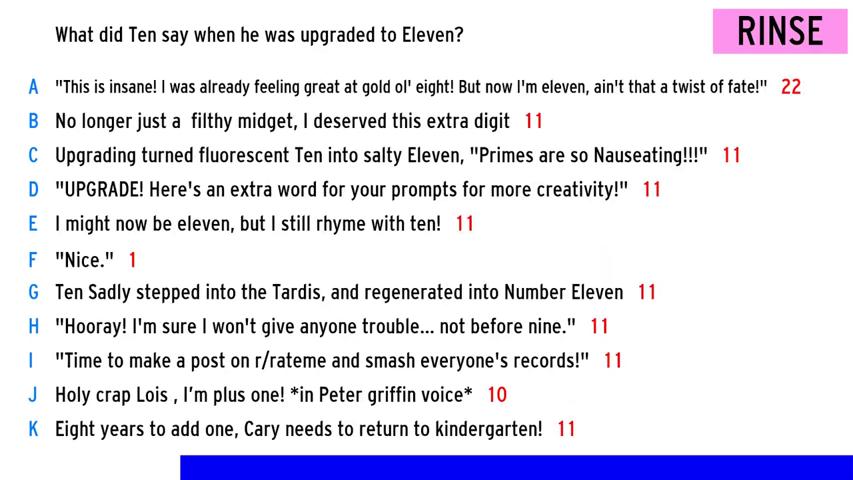 What did Ten say when he was upgraded to Eleven?
RINSE
A "This is insane! I was already feeling great at gold ol' eight! But now I'm eleven, ain't that a twist of fate!" 22
B No longer just a filthy midget, I deserved this extra digit 11
C Upgrading turned fluorescent Ten into salty Eleven, "Primes are so Nauseating!!!" 11
D "UPGRADE! Here's an extra word for your prompts for more creativity!" 11
E I might now be eleven, but I still rhyme with ten! 11
F "Nice." 1
G Ten Sadly stepped into the Tardis, and regenerated into Number Eleven 11
H "Hooray! I'm sure I won't give anyone trouble... not before nine." 11
I "Time to make a post on r/rateme and smash everyone's records!" 11
J Holy crap Lois , I'm plus one! *in Peter griffin voice* 10
K Eight years to add one, Cary needs to return to kindergarten! 11